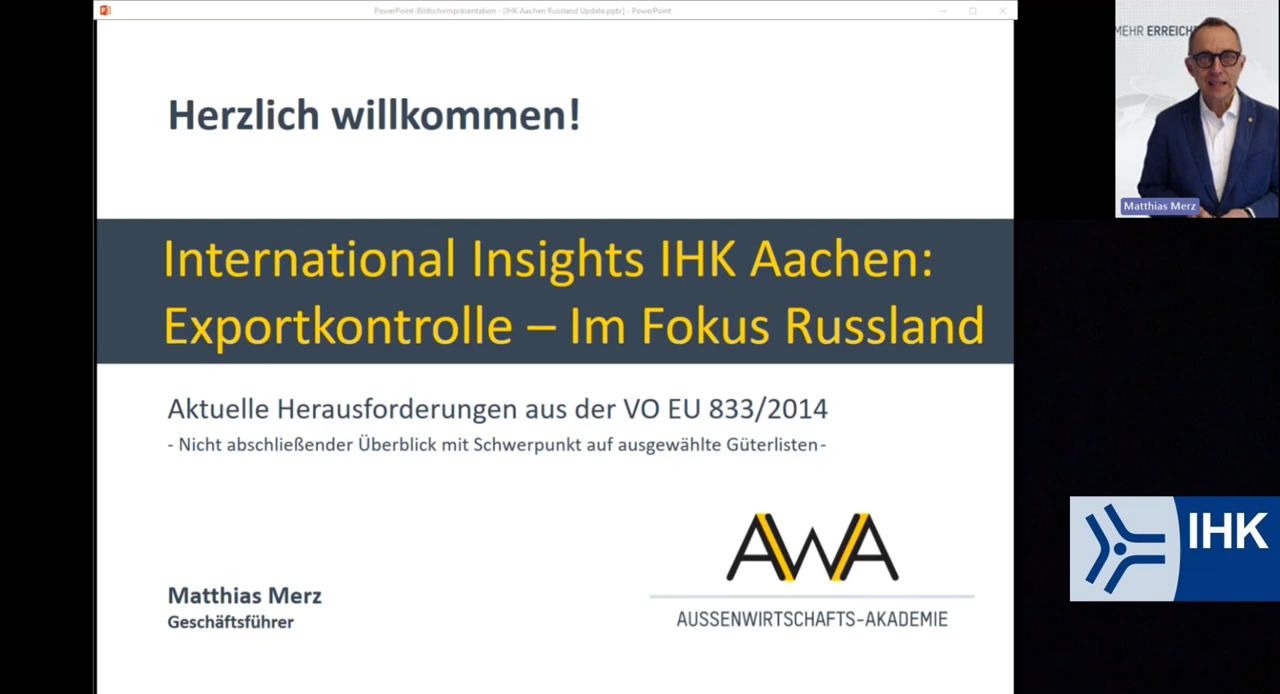 PowerPoint-Bildschirmpräsentation - [IHK Aachen Russland Update.pptx] - PowerPoint
MEHR ERREICH
Matthias Merz
Herzlich willkommen!
International Insights IHK Aachen:
Exportkontrolle – Im Fokus Russland
Aktuelle Herausforderungen aus der VO EU 833/2014
- Nicht abschließender Überblick mit Schwerpunkt auf ausgewählte Güterlisten -
AWA
AUSSENWIRTSCHAFTS-AKADEMIE
Matthias Merz
Geschäftsführer
IHK